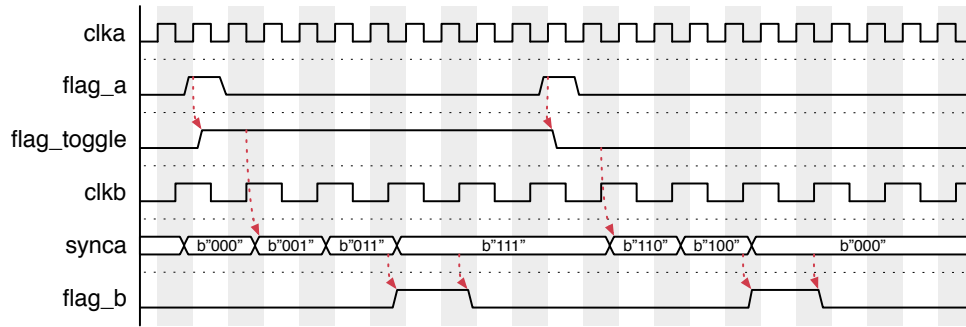 clka
flag_a
flag_toggle
clkb
synca b"000" b"001" b"011" b"111" b"110" b"100" b"000"
flag_b